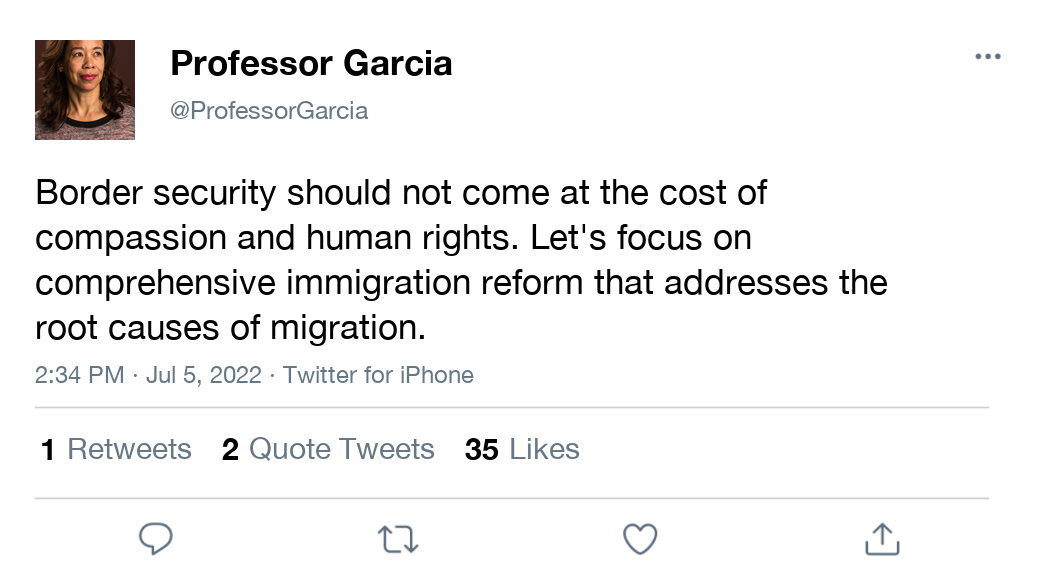 Professor Garcia
@ProfessorGarcia
Border security should not come at the cost of
compassion and human rights. Let's focus on
comprehensive immigration reform that addresses the
root causes of migration.
2:34 PM · Jul 5, 2022 · Twitter for iPhone
1 Retweets 2 Quote Tweets 35 Likes